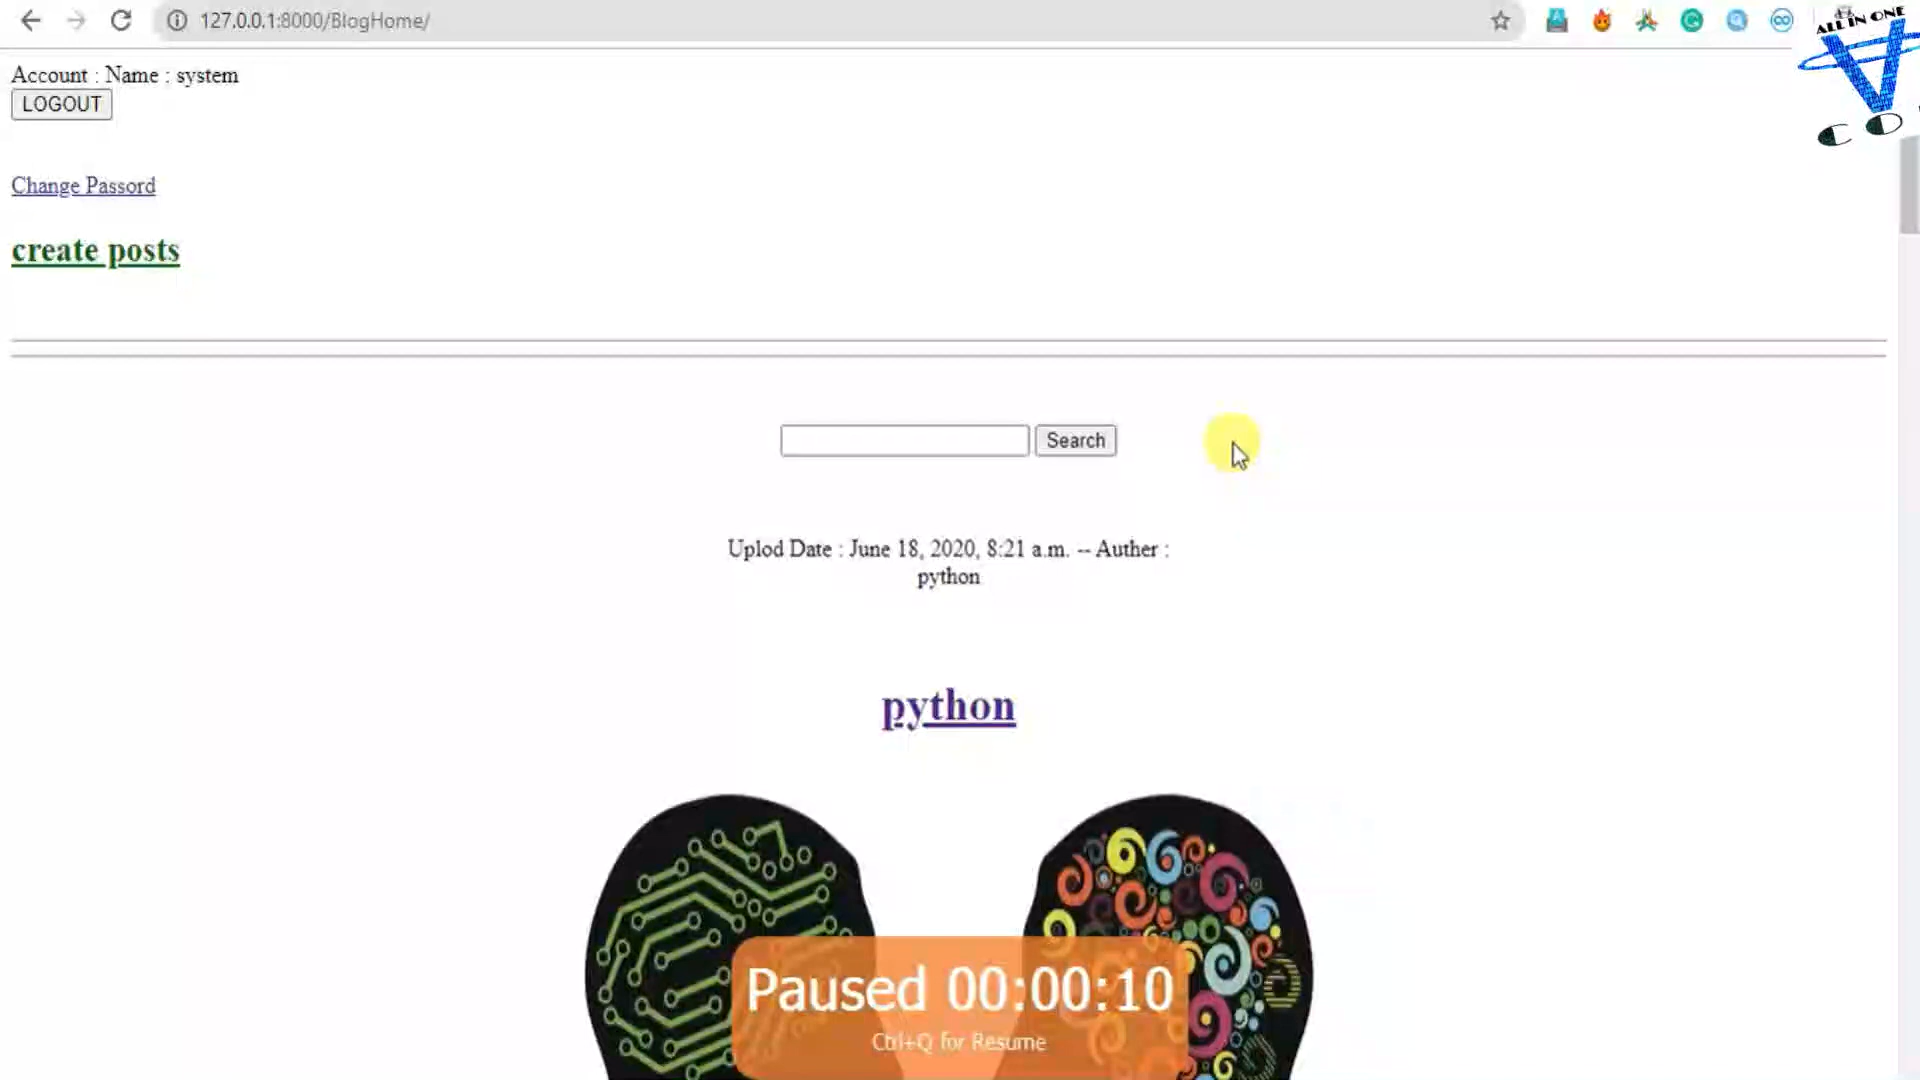 127.0.0.1:8000/BlogHome/
ALL IN ONE
Account : Name : system
LOGOUT
Change Passord
create posts
Search
Uplod Date : June 18, 2020, 8:21 a.m. -- Auther :
python
python
Paused 00:00:10
Ctrl+Q for Resume